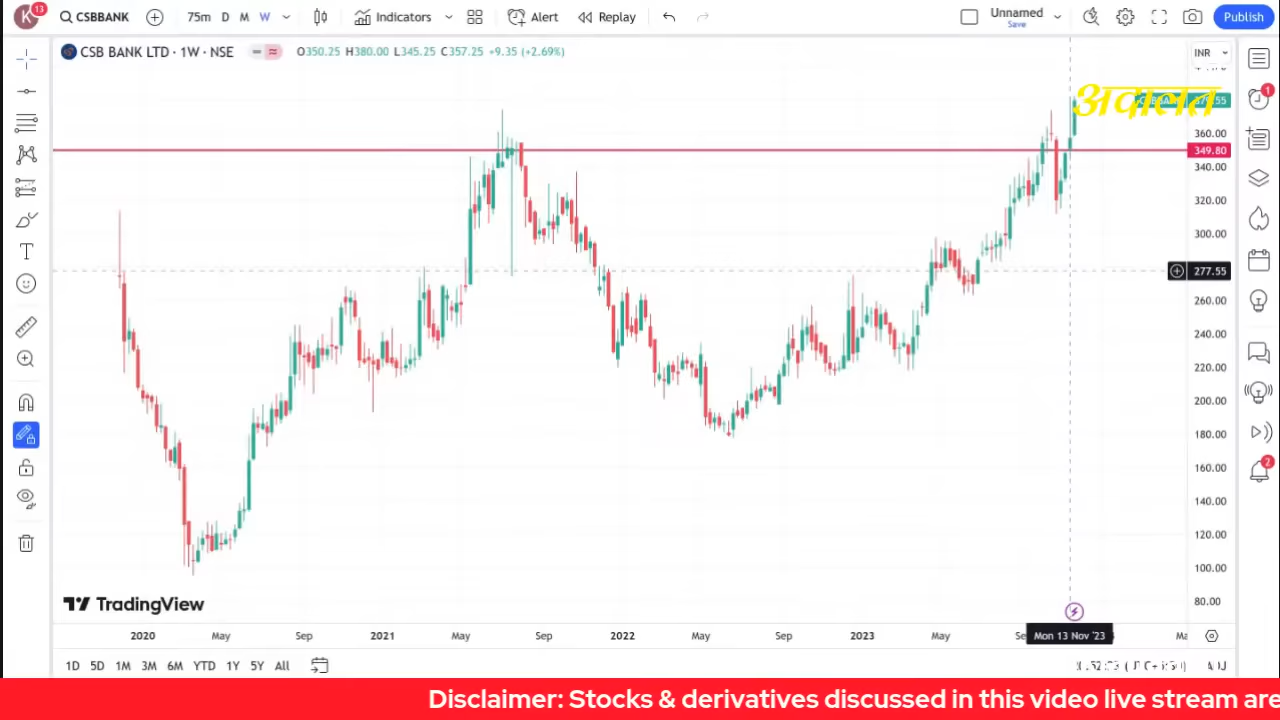 K 13 CSBBANK 75m D M W Indicators Alert Replay Unnamed Save Publish
CSB BANK LTD · 1W · NSE O350.25 H380.00 L345.25 C357.25 +9.35 (+2.69%) INR
360.00
349.80
340.00
320.00
300.00
277.55
260.00
240.00
220.00
200.00
180.00
160.00
140.00
120.00
100.00
80.00
TradingView
2020 May Sep 2021 May Sep 2022 May Sep 2023 May Mon 13 Nov '23
1D 5D 1M 3M 6M YTD 1Y 5Y All
Disclaimer: Stocks & derivatives discussed in this video live stream are